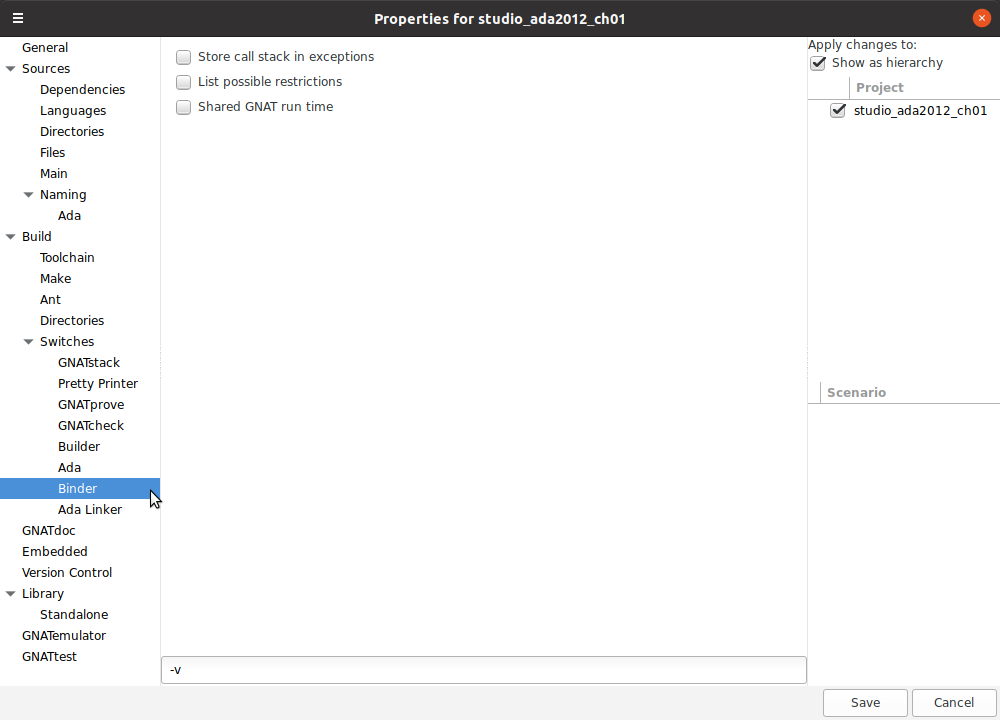 Properties for studio_ada2012_ch01
General
Sources
Dependencies
Languages
Directories
Files
Main
Naming
Ada
Build
Toolchain
Make
Ant
Directories
Switches
GNATstack
Pretty Printer
GNATprove
GNATcheck
Builder
Ada
Binder
Ada Linker
GNATdoc
Embedded
Version Control
Library
Standalone
GNATemulator
GNATtest
Store call stack in exceptions
List possible restrictions
Shared GNAT run time
-v
Apply changes to:
Show as hierarchy
Project
studio_ada2012_ch01
Scenario
Save
Cancel